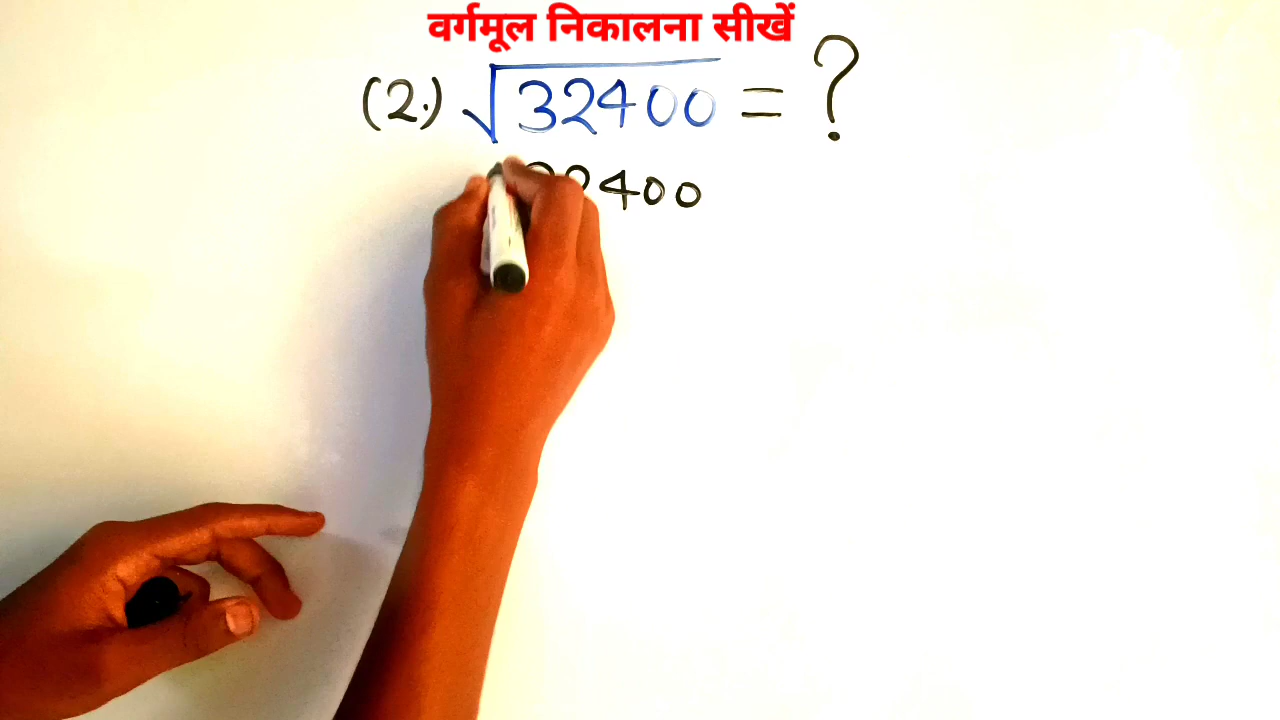 वर्गमूल निकालना सीखें
(2.) √32400 = ?
400